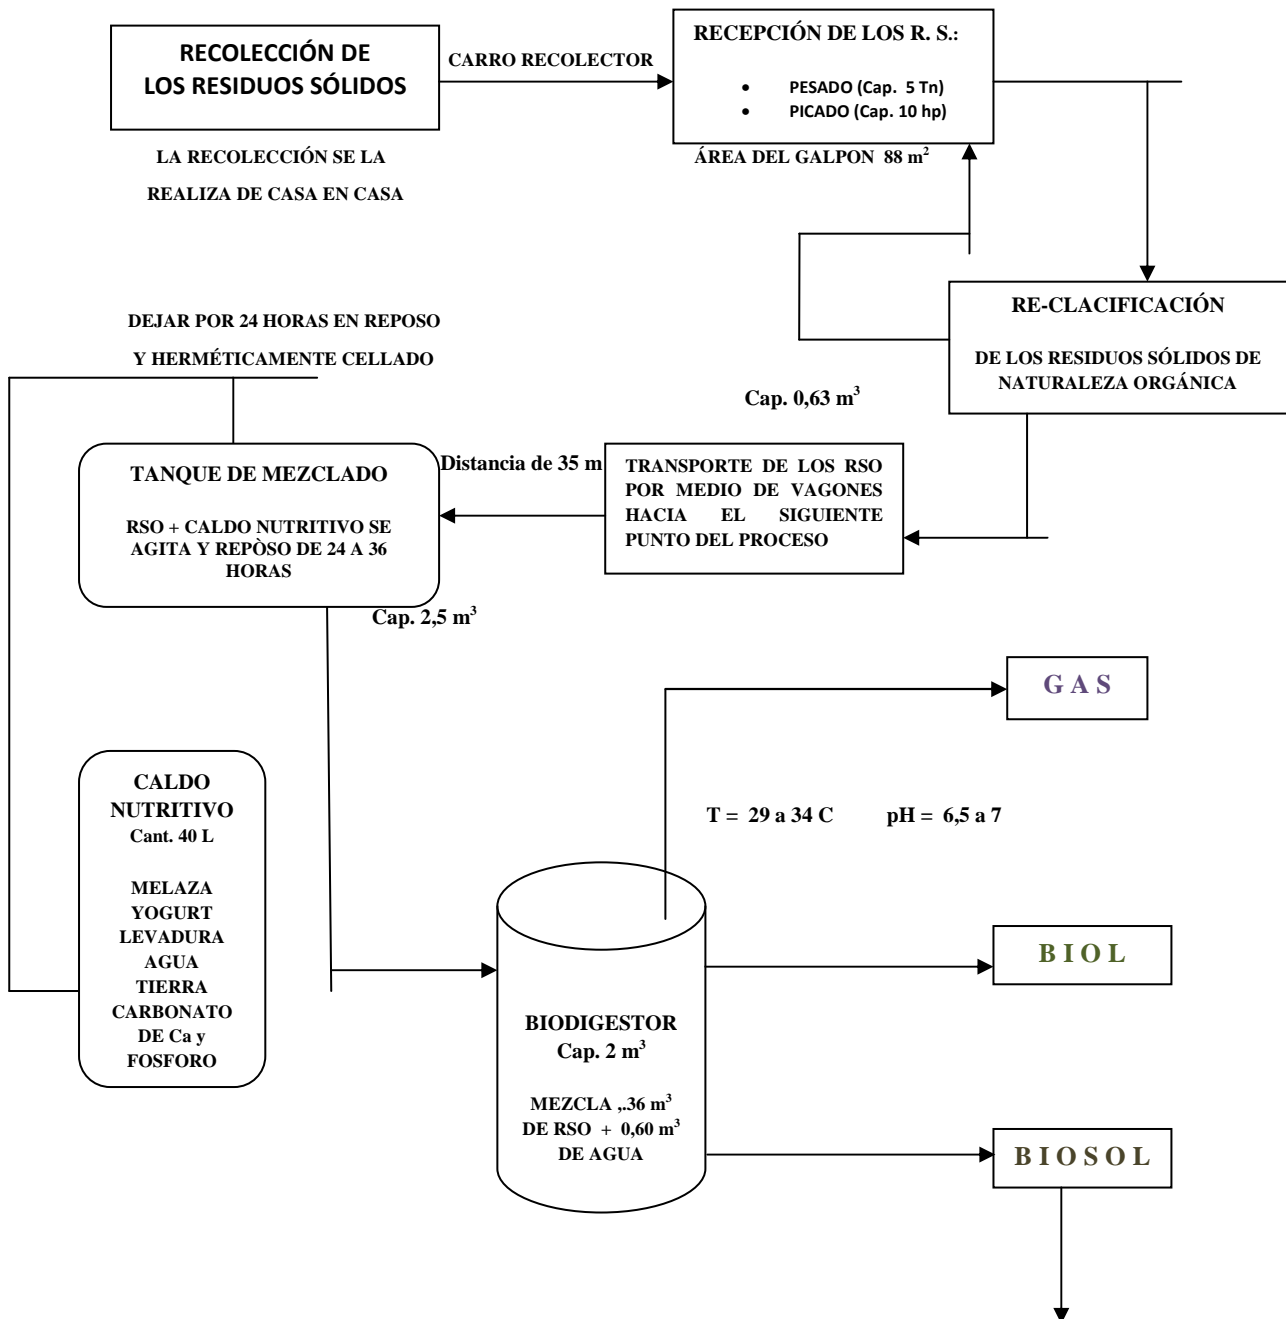 RECOLECCIÓN DE
LOS RESIDUOS SÓLIDOS
CARRO RECOLECTOR
RECEPCIÓN DE LOS R. S.:
• PESADO (Cap. 5 Tn)
• PICADO (Cap. 10 hp)
LA RECOLECCIÓN SE LA
REALIZA DE CASA EN CASA
ÁREA DEL GALPON 88 m²
RE-CLACIFICACIÓN
DE LOS RESIDUOS SÓLIDOS DE
NATURALEZA ORGÁNICA
DEJAR POR 24 HORAS EN REPOSO
Y HERMÉTICAMENTE CELLADO
Cap. 0,63 m³
TRANSPORTE DE LOS RSO
POR MEDIO DE VAGONES
HACIA EL SIGUIENTE
PUNTO DEL PROCESO
Distancia de 35 m
TANQUE DE MEZCLADO
RSO + CALDO NUTRITIVO SE
AGITA Y REPÒSO DE 24 A 36
HORAS
Cap. 2,5 m³
CALDO
NUTRITIVO
Cant. 40 L
MELAZA
YOGURT
LEVADURA
AGUA
TIERRA
CARBONATO
DE Ca y
FOSFORO
G A S
T = 29 a 34 C pH = 6,5 a 7
BIODIGESTOR
Cap. 2 m³
MEZCLA ,.36 m³
DE RSO + 0,60 m³
DE AGUA
B I O L
B I O S O L